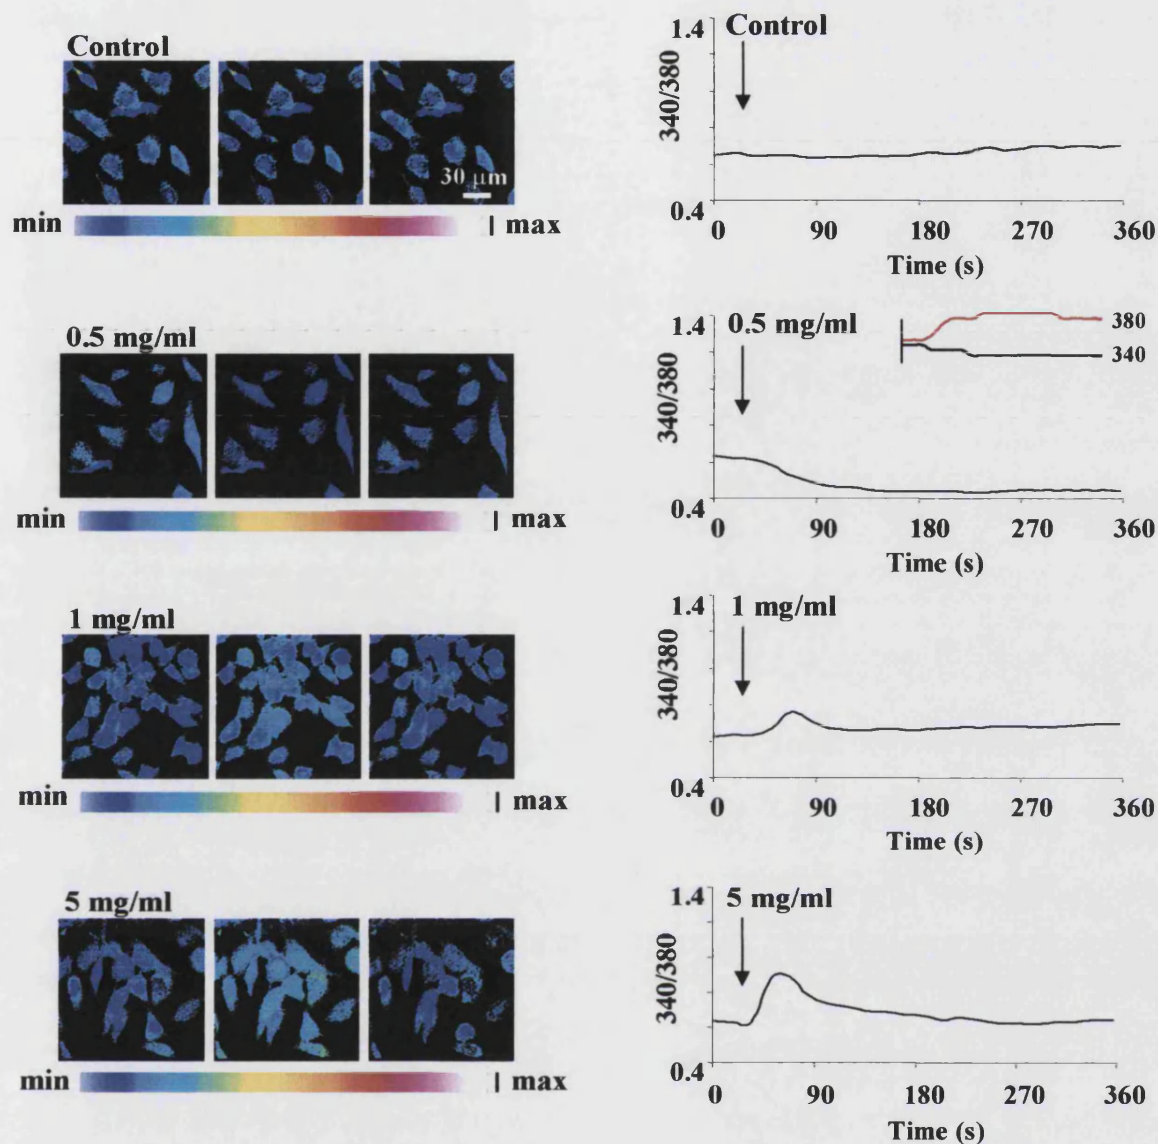 Control
30 µm
min
| max
1.4
Control
340/380
0.4
0 90 180 270 360
Time (s)
0.5 mg/ml
min
| max
1.4
0.5 mg/ml
380
340
340/380
0.4
0 90 180 270 360
Time (s)
1 mg/ml
min
| max
1.4
1 mg/ml
340/380
0.4
0 90 180 270 360
Time (s)
5 mg/ml
min
| max
1.4
5 mg/ml
340/380
0.4
0 90 180 270 360
Time (s)